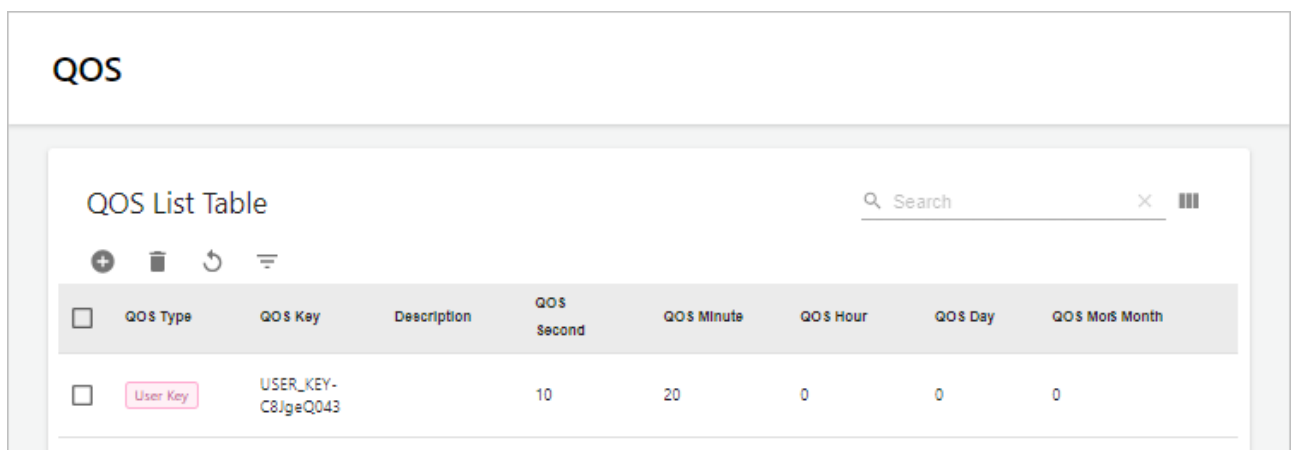 QOS
QOS List Table
Search
QOS Type QOS Key Description QOS Second QOS Minute QOS Hour QOS Day QOS MorS Month
User Key USER_KEY-C8JgeQ043 10 20 0 0 0